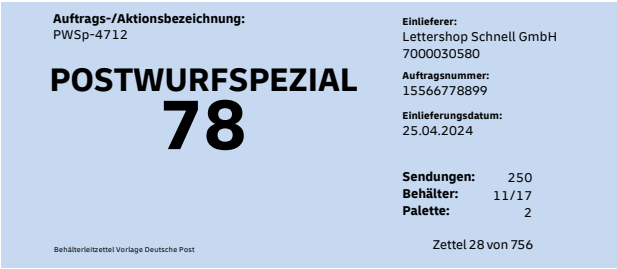 Auftrags-/Aktionsbezeichnung:
PWSp-4712
POSTWURFSPEZIAL
78
Behälterleitzettel Vorlage Deutsche Post
Einlieferer:
Lettershop Schnell GmbH
7000030580
Auftragsnummer:
15566778899
Einlieferungsdatum:
25.04.2024
Sendungen: 250
Behälter: 11/17
Palette: 2
Zettel 28 von 756